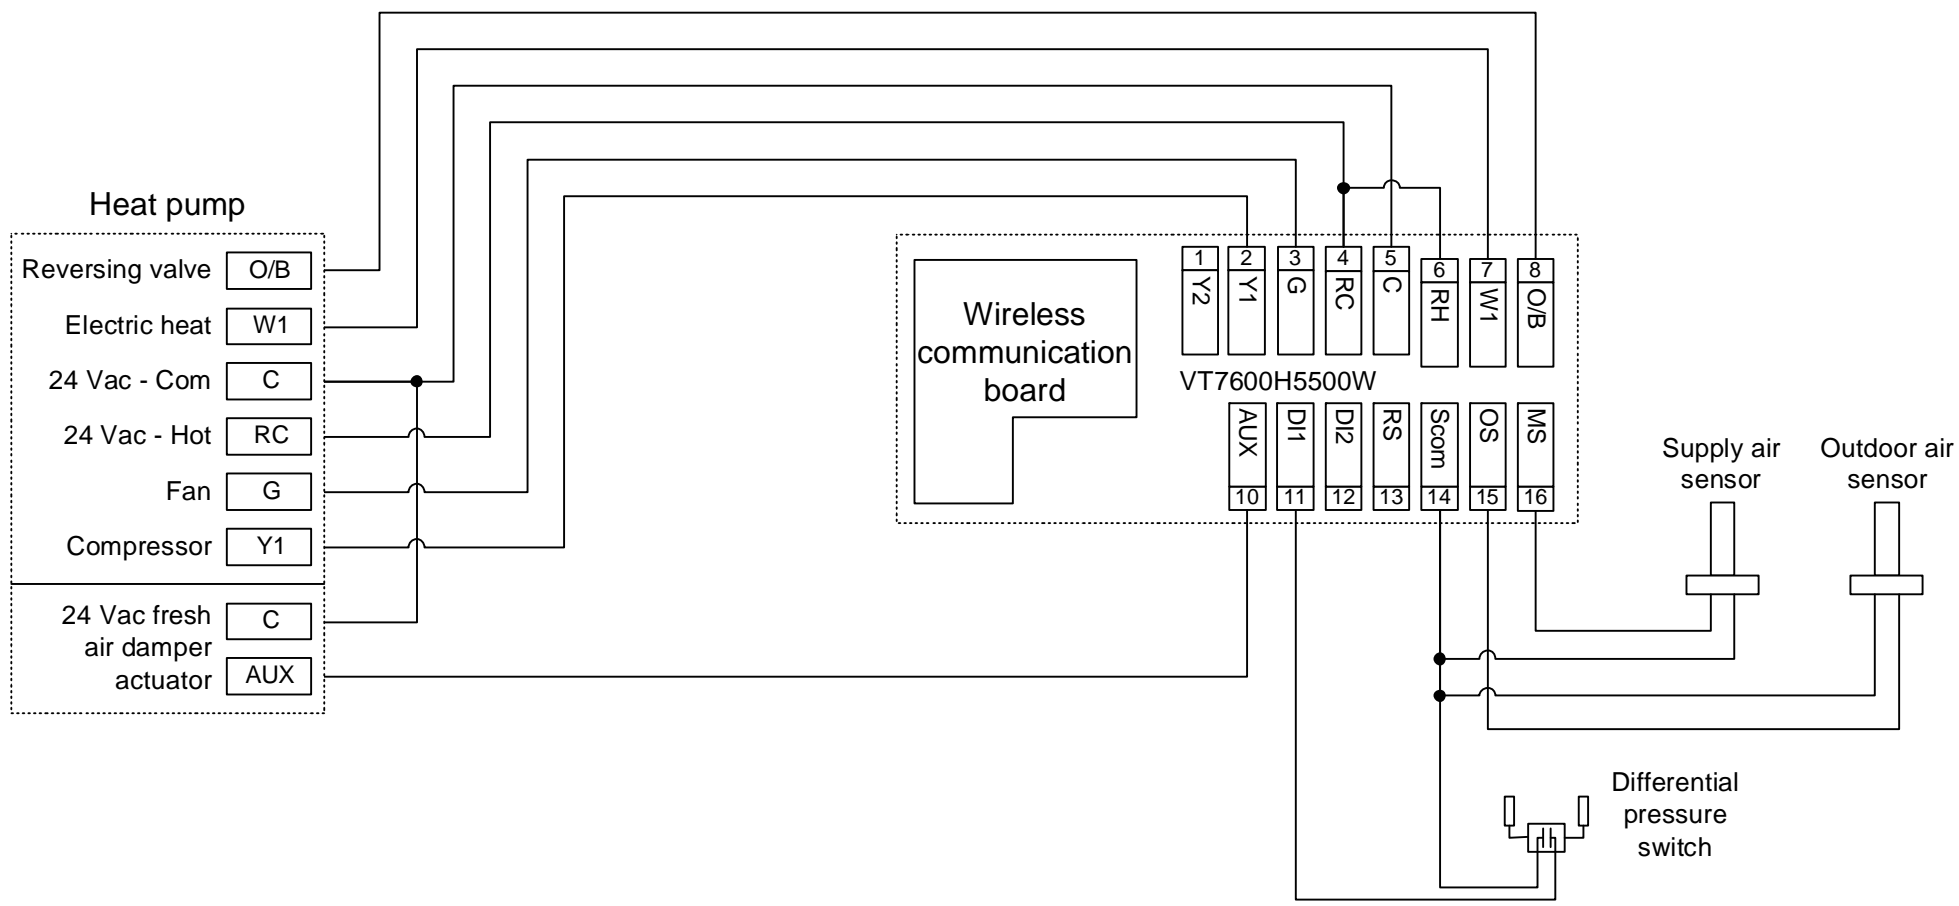 Heat pump
Reversing valve O/B
Electric heat W1
24 Vac - Com C
24 Vac - Hot RC
Fan G
Compressor Y1
24 Vac fresh C
air damper
actuator AUX
Wireless
communication
board
1 2 3 4 5 6 7 8
Y2 Y1 G RC C RH W1 O/B
VT7600H5500W
AUX DI1 DI2 RS Scom OS MS
10 11 12 13 14 15 16
Supply air
sensor
Outdoor air
sensor
Differential
pressure
switch